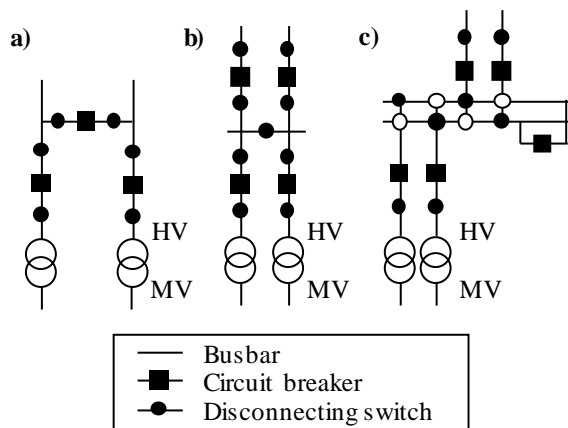 a)
b)
c)
HV
MV
HV
MV
HV
MV
Busbar
Circuit breaker
Disconnecting switch